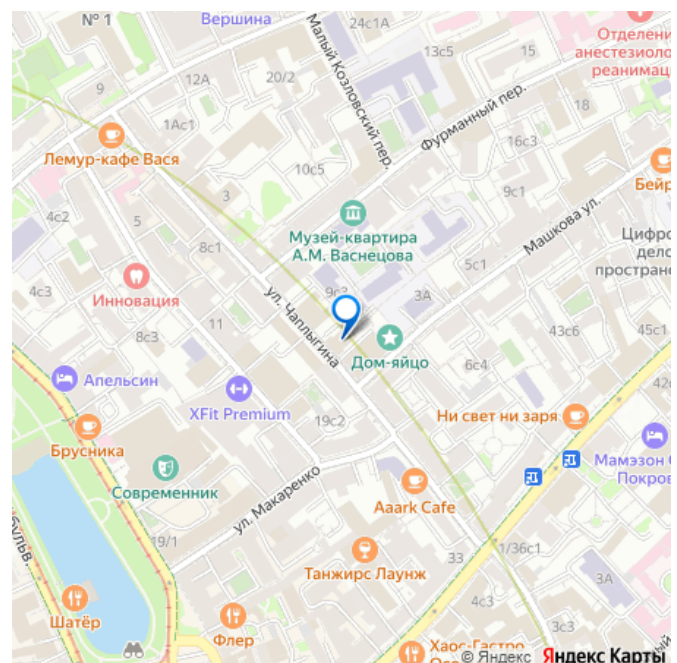 № 1
Вершина
24с1А
Малый Козловский пер.
13с5
15
Отделени
анестезиоло
реанимац
9
12А
20/2
1Ас1
Фурманный пер.
18
16с3
Лемур-кафе Вася
10с5
3
9с1
Бейр
4с2
5
Музей-квартира
А.М. Васнецова
Машкова ул.
8с1
Цифро
дело
простран
5с1
4с3
Инновация
9с3
3А
ул. Чаплыгина
11
8с3
Дом-яйцо
43с6
45с1
6с4
Апельсин
42с
XFit Premium
19с2
Ни свет ни заря
Брусника
Мамэзон С
Покров
Современник
ул. Макаренко
Aaark Cafe
19/1
бульв.
33
1/36с1
Танжирс Лаунж
3А
4с3
Шатёр
Флер
3с2
Хаос-Гастро
© Яндекс Яндекс Карты